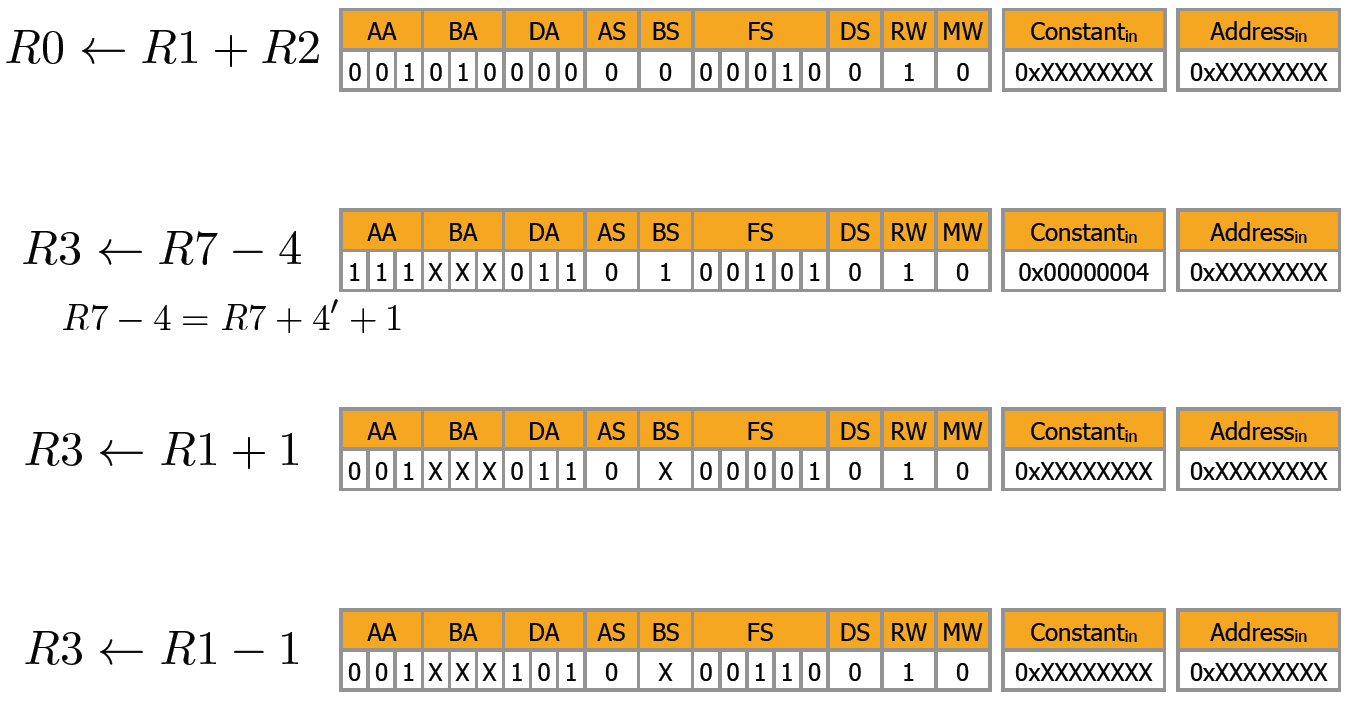 AA BA DA AS BS FS DS RW MW Constantin Addressin
R0 ← R1 + R2
0 0 1 0 1 0 0 0 0 0 0 0 0 0 1 0 0 1 0 0xXXXXXXXX 0xXXXXXXXX
AA BA DA AS BS FS DS RW MW Constantin Addressin
R3 ← R7 − 4
1 1 1 X X X 0 1 1 0 1 0 0 1 0 1 0 1 0 0x00000004 0xXXXXXXXX
R7 − 4 = R7 + 4′ + 1
AA BA DA AS BS FS DS RW MW Constantin Addressin
R3 ← R1 + 1
0 0 1 X X X 0 1 1 0 X 0 0 0 0 1 0 1 0 0xXXXXXXXX 0xXXXXXXXX
AA BA DA AS BS FS DS RW MW Constantin Addressin
R3 ← R1 − 1
0 0 1 X X X 1 0 1 0 X 0 0 1 1 0 0 1 0 0xXXXXXXXX 0xXXXXXXXX